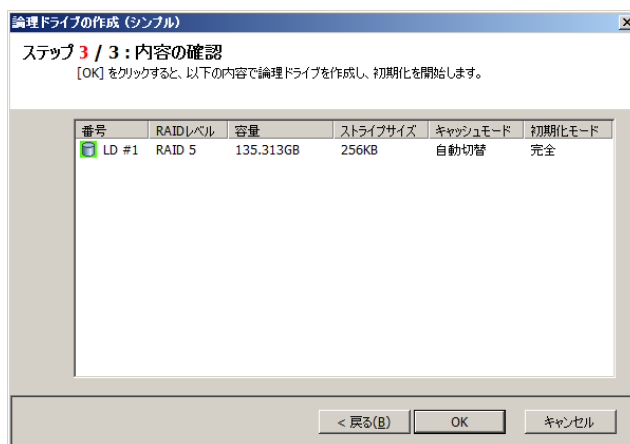 論理ドライブの作成 (シンプル)
ステップ 3 / 3 : 内容の確認
[OK] をクリックすると、以下の内容で論理ドライブを作成し、初期化を開始します。
番号 RAIDレベル 容量 ストライプサイズ キャッシュモード 初期化モード
LD #1 RAID 5 135.313GB 256KB 自動切替 完全
< 戻る(B) OK キャンセル